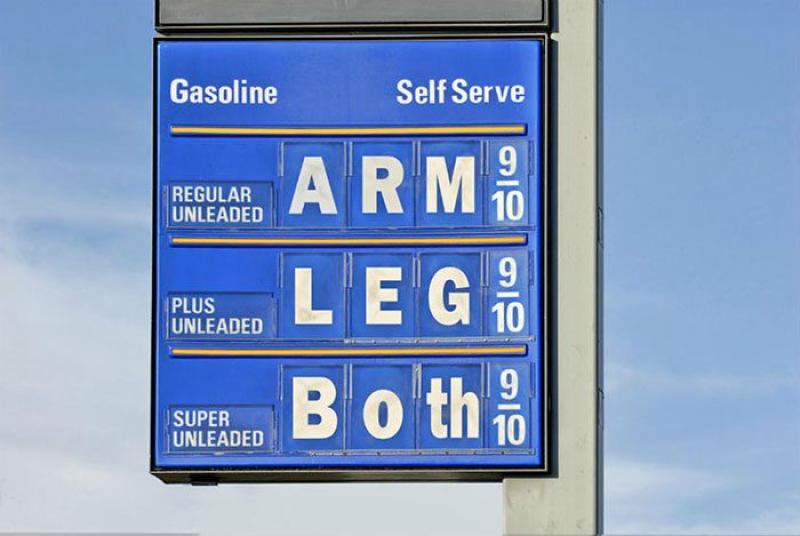 Gasoline Self Serve
REGULAR UNLEADED ARM 9/10
PLUS UNLEADED LEG 9/10
SUPER UNLEADED Both 9/10